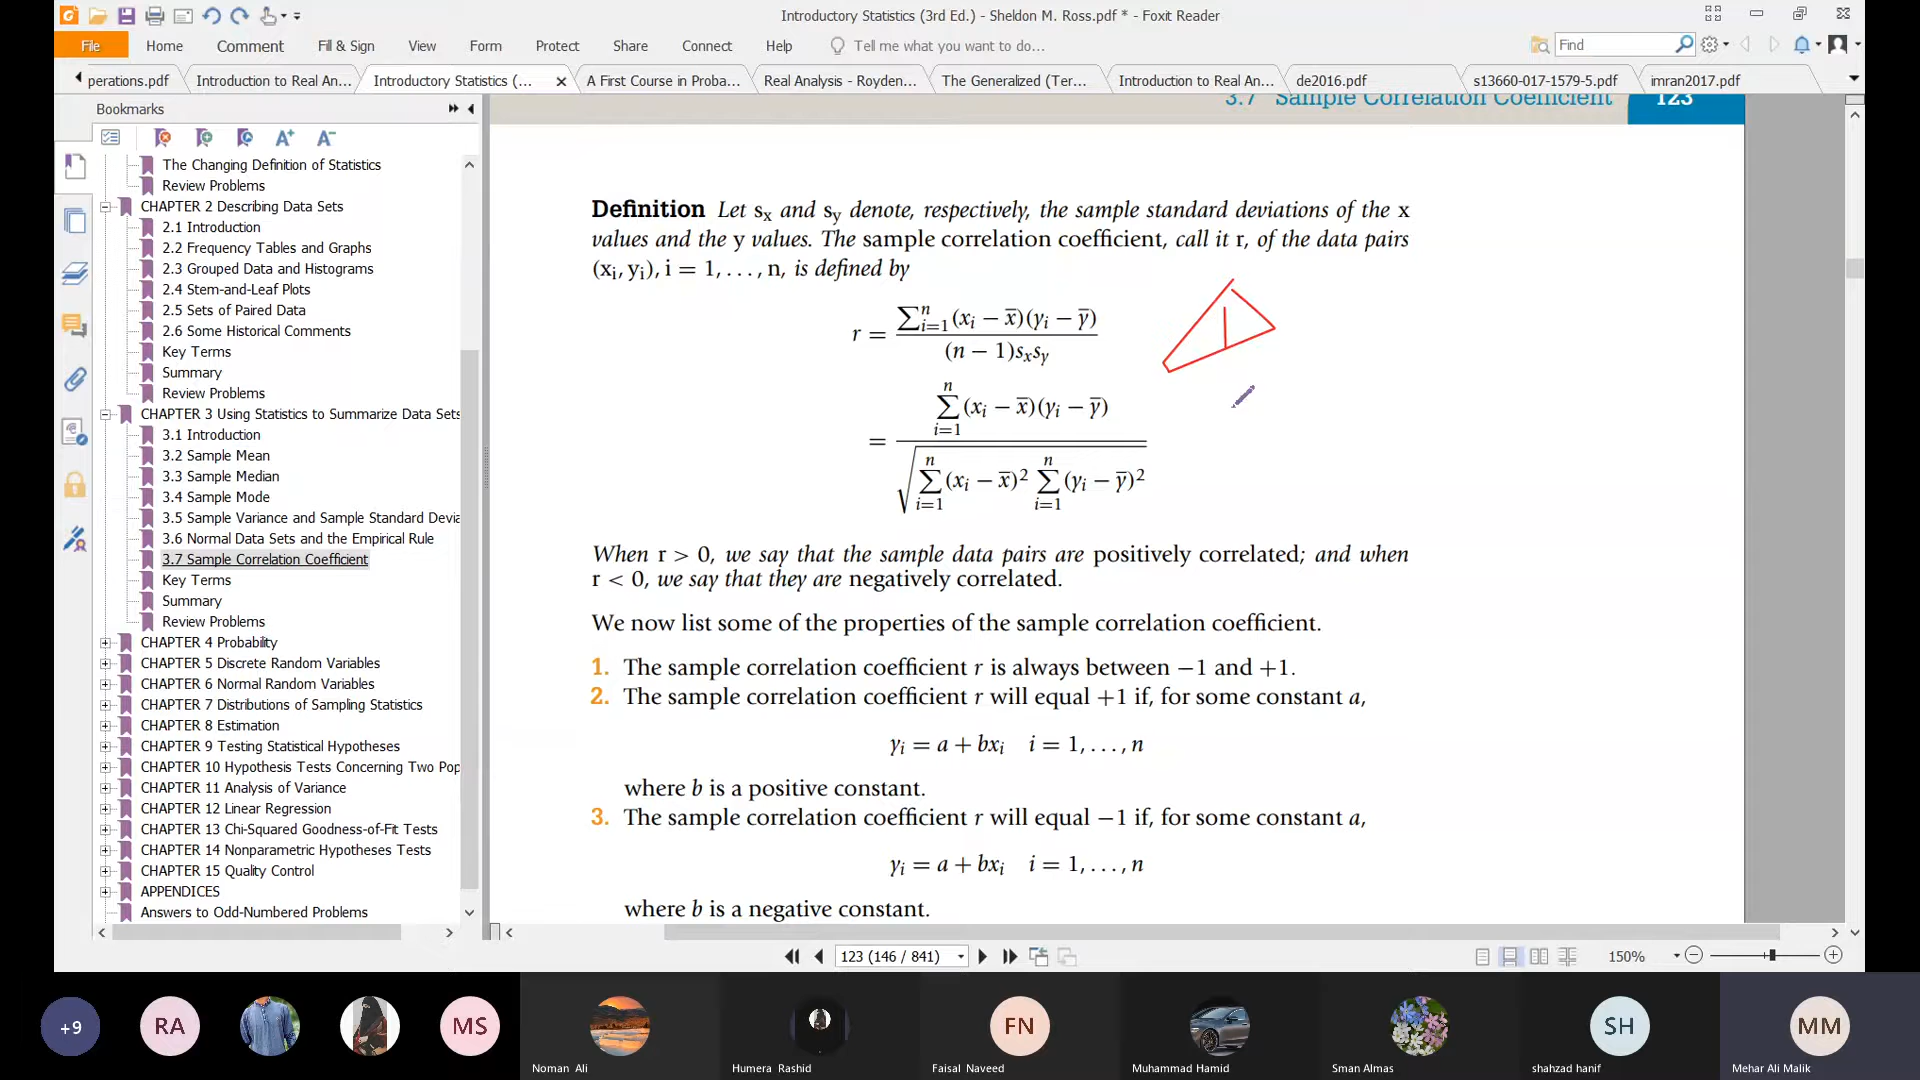 Introductory Statistics (3rd Ed.) - Sheldon M. Ross.pdf * - Foxit Reader
File Home Comment Fill & Sign View Form Protect Share Connect Help Tell me what you want to do... Find
perations.pdf Introduction to Real An... Introductory Statistics (... A First Course in Proba... Real Analysis - Royden... The Generalized (Ter... Introduction to Real An... de2016.pdf s13660-017-1579-5.pdf imran2017.pdf
Bookmarks
The Changing Definition of Statistics
Review Problems
CHAPTER 2 Describing Data Sets
2.1 Introduction
2.2 Frequency Tables and Graphs
2.3 Grouped Data and Histograms
2.4 Stem-and-Leaf Plots
2.5 Sets of Paired Data
2.6 Some Historical Comments
Key Terms
Summary
Review Problems
CHAPTER 3 Using Statistics to Summarize Data Sets
3.1 Introduction
3.2 Sample Mean
3.3 Sample Median
3.4 Sample Mode
3.5 Sample Variance and Sample Standard Devia
3.6 Normal Data Sets and the Empirical Rule
3.7 Sample Correlation Coefficient
Key Terms
Summary
Review Problems
CHAPTER 4 Probability
CHAPTER 5 Discrete Random Variables
CHAPTER 6 Normal Random Variables
CHAPTER 7 Distributions of Sampling Statistics
CHAPTER 8 Estimation
CHAPTER 9 Testing Statistical Hypotheses
CHAPTER 10 Hypothesis Tests Concerning Two Pop
CHAPTER 11 Analysis of Variance
CHAPTER 12 Linear Regression
CHAPTER 13 Chi-Squared Goodness-of-Fit Tests
CHAPTER 14 Nonparametric Hypotheses Tests
CHAPTER 15 Quality Control
APPENDICES
Answers to Odd-Numbered Problems
3.7 Sample Correlation Coefficient 123
Definition Let sx and sy denote, respectively, the sample standard deviations of the x
values and the y values. The sample correlation coefficient, call it r, of the data pairs
(xi, yi), i = 1, . . . , n, is defined by
r = ∑ⁿᵢ₌₁(xi − x̄)(yi − ȳ) / (n − 1)sxsy
= ∑ⁿᵢ₌₁(xi − x̄)(yi − ȳ) / √(∑ⁿᵢ₌₁(xi − x̄)² ∑ⁿᵢ₌₁(yi − ȳ)²)
When r > 0, we say that the sample data pairs are positively correlated; and when
r < 0, we say that they are negatively correlated.
We now list some of the properties of the sample correlation coefficient.
1. The sample correlation coefficient r is always between −1 and +1.
2. The sample correlation coefficient r will equal +1 if, for some constant a,
yi = a + bxi i = 1, . . . , n
where b is a positive constant.
3. The sample correlation coefficient r will equal −1 if, for some constant a,
yi = a + bxi i = 1, . . . , n
where b is a negative constant.
123 (146 / 841) 150%
+9 RA MS FN SH MM
Noman Ali Humera Rashid Faisal Naveed Muhammad Hamid Sman Almas shahzad hanif Mehar Ali Malik